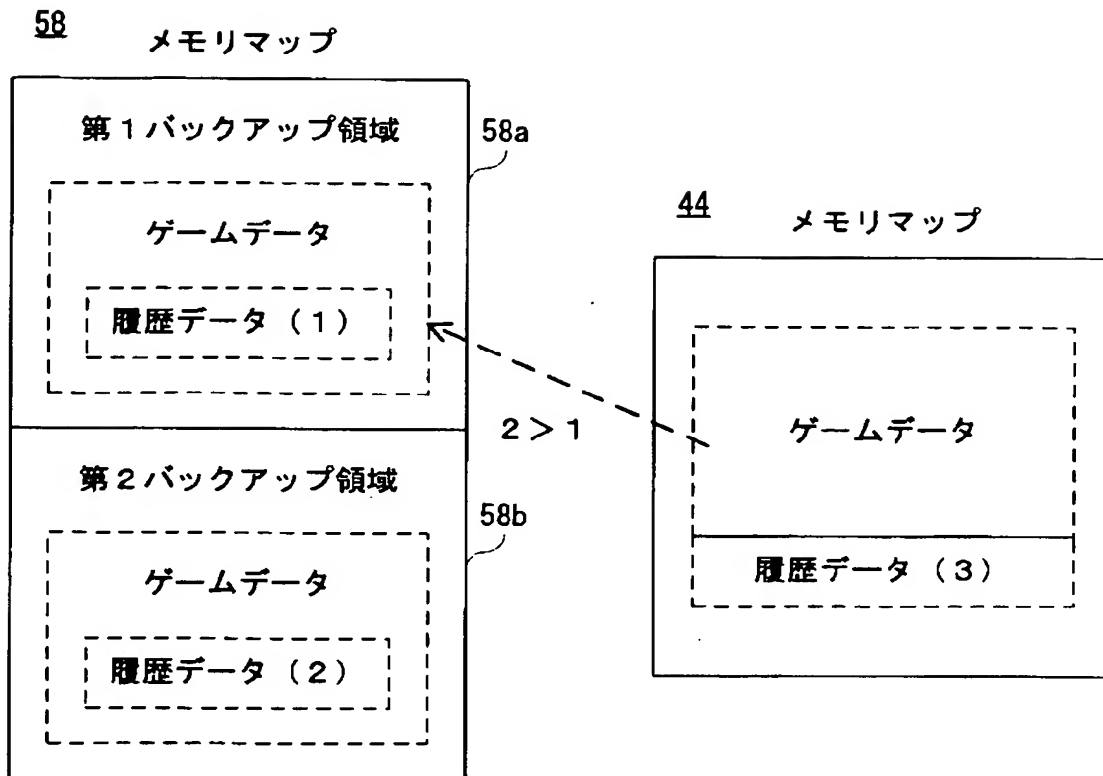 58
メモリマップ
第1バックアップ領域
58a
ゲームデータ
履歴データ(1)
第2バックアップ領域
58b
ゲームデータ
履歴データ(2)
2>1
44
メモリマップ
ゲームデータ
履歴データ(3)